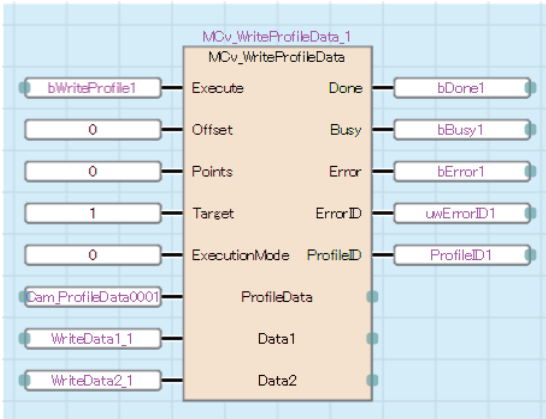 MCv_WriteProfileData_1
MCv_WriteProfileData
bWriteProfile1 Execute Done bDone1
0 Offset Busy bBusy1
0 Points Error bError1
1 Target ErrorID uwErrorID1
0 ExecutionMode ProfileID ProfileID1
Cam_ProfileData0001 ProfileData
WriteData1_1 Data1
WriteData2_1 Data2